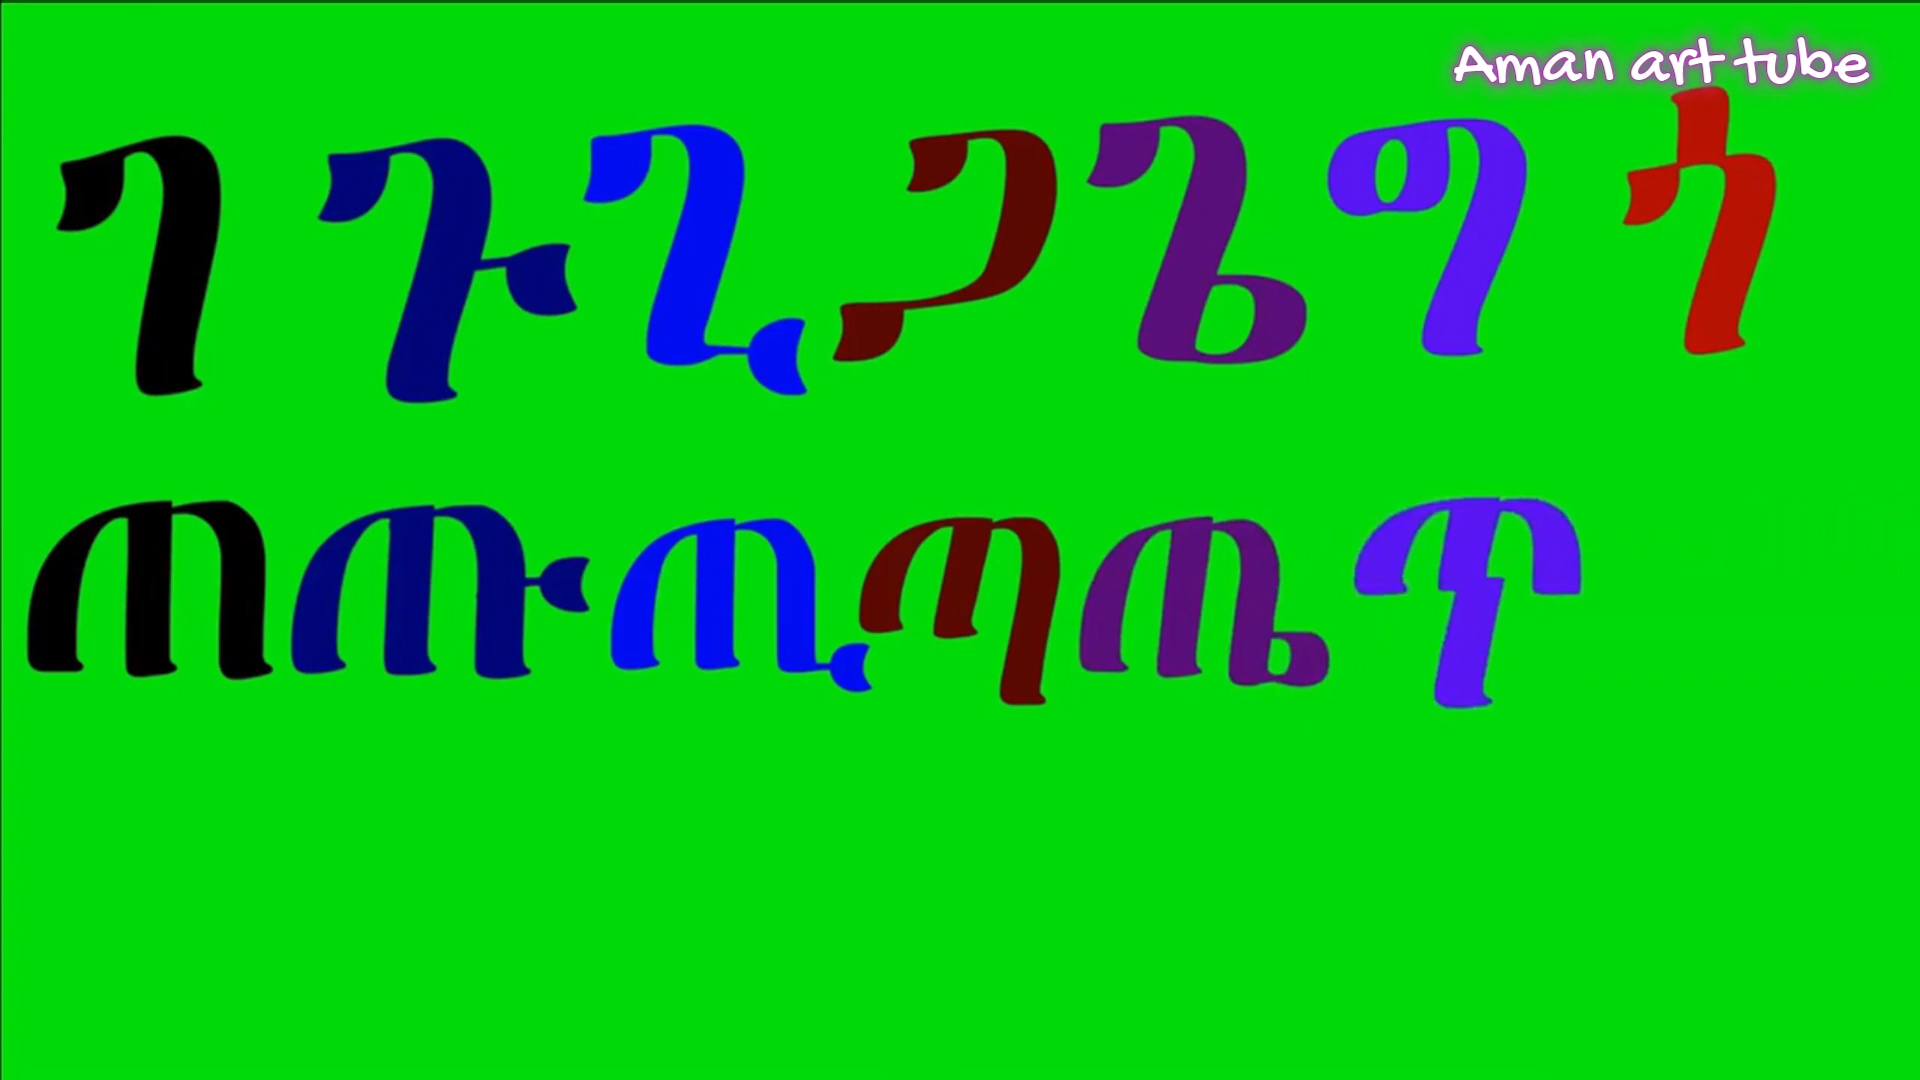 Aman art tube
ገ ጉ ጊ ጋ ጌ ግ ጎ
ጠ ጡ ጢ ጣ ጤ ጥ